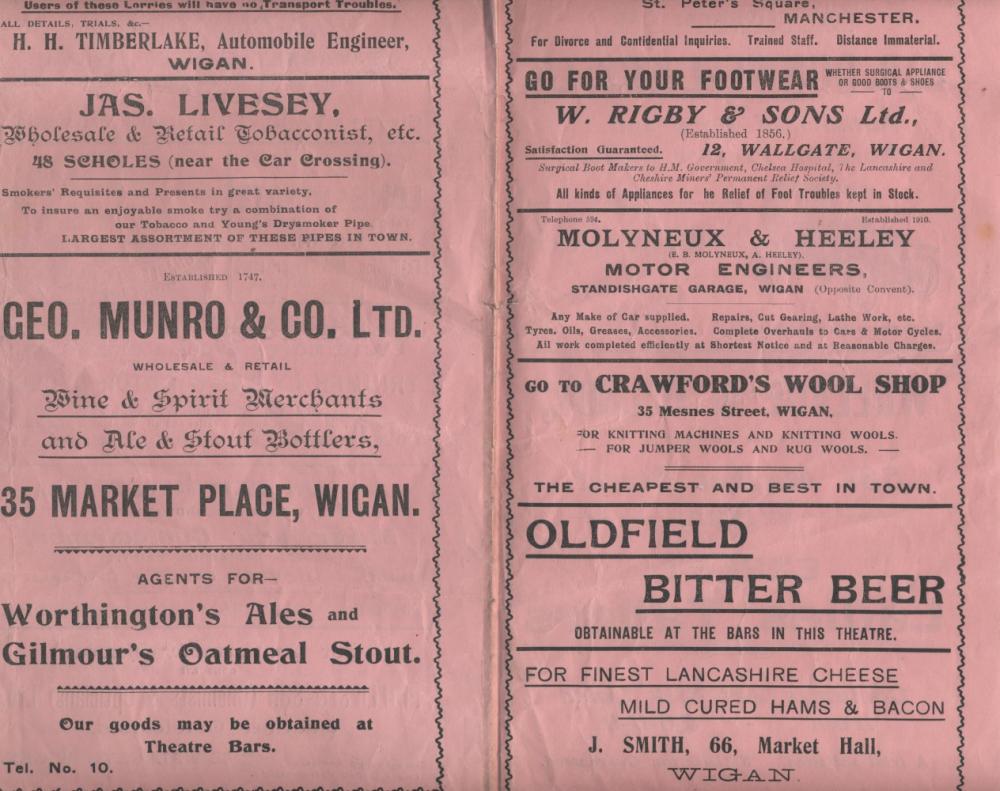 Users of these Lorries will have no Transport Troubles.
ALL DETAILS, TRIALS, &c.—
H. H. TIMBERLAKE, Automobile Engineer,
WIGAN.
JAS. LIVESEY,
Wholesale & Retail Tobacconist, etc.
48 SCHOLES (near the Car Crossing).
Smokers' Requisites and Presents in great variety.
To insure an enjoyable smoke try a combination of
our Tobacco and Young's Drysmoker Pipe
LARGEST ASSORTMENT OF THESE PIPES IN TOWN.
ESTABLISHED 1747.
GEO. MUNRO & CO. LTD.
WHOLESALE & RETAIL
Wine & Spirit Merchants
and Ale & Stout Bottlers,
35 MARKET PLACE, WIGAN.
AGENTS FOR—
Worthington's Ales and
Gilmour's Oatmeal Stout.
Our goods may be obtained at
Theatre Bars.
Tel. No. 10.
St. Peter's Square,
MANCHESTER.
For Divorce and Contidential Inquiries. Trained Staff. Distance Immaterial.
GO FOR YOUR FOOTWEAR WHETHER SURGICAL APPLIANCE
OR GOOD BOOTS & SHOES
TO
W. RIGBY & SONS Ltd.,
(Established 1856.)
Satisfaction Guaranteed. 12, WALLGATE, WIGAN.
Surgical Boot Makers to H.M. Government, Chelsea Hospital, The Lancashire and
Cheshire Miners' Permanent Relief Society.
All kinds of Appliances for he Relief of Foot Troubles kept in Stock.
Telephone 594. Established 1910.
MOLYNEUX & HEELEY
(E. B. MOLYNEUX, A. HEELEY).
MOTOR ENGINEERS,
STANDISHGATE GARAGE, WIGAN (Opposite Convent).
Any Make of Car supplied. Repairs, Cut Gearing, Lathe Work, etc.
Tyres, Oils, Greases, Accessories. Complete Overhauls to Cars & Motor Cycles.
All work completed efficiently at Shortest Notice and at Reasonable Charges.
GO TO CRAWFORD'S WOOL SHOP
35 Mesnes Street, WIGAN,
FOR KNITTING MACHINES AND KNITTING WOOLS.
— FOR JUMPER WOOLS AND RUG WOOLS. —
THE CHEAPEST AND BEST IN TOWN.
OLDFIELD
BITTER BEER
OBTAINABLE AT THE BARS IN THIS THEATRE.
FOR FINEST LANCASHIRE CHEESE
MILD CURED HAMS & BACON
J. SMITH, 66, Market Hall,
WIGAN.